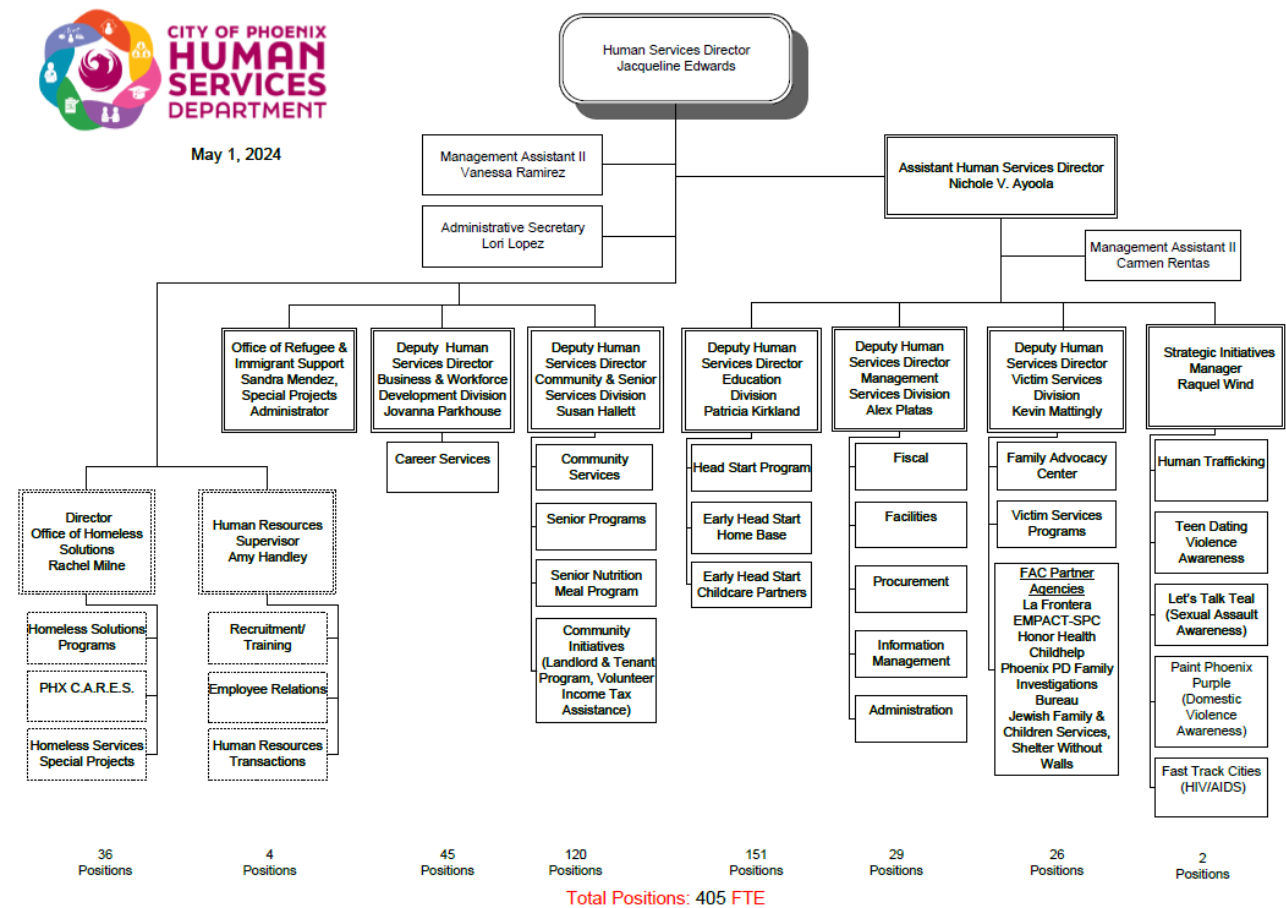 CITY OF PHOENIX
HUMAN
SERVICES
DEPARTMENT
May 1, 2024
Human Services Director
Jacqueline Edwards
Management Assistant II
Vanessa Ramirez
Assistant Human Services Director
Nichole V. Ayoola
Administrative Secretary
Lori Lopez
Management Assistant II
Carmen Rentas
Office of Refugee &
Immigrant Support
Sandra Mendez,
Special Projects
Administrator
Deputy Human
Services Director
Business & Workforce
Development Division
Jovanna Parkhouse
Deputy Human
Services Director
Community & Senior
Services Division
Susan Hallett
Deputy Human
Services Director
Education
Division
Patricia Kirkland
Deputy Human
Services Director
Management
Services Division
Alex Platas
Deputy Human
Services Director
Victim Services
Division
Kevin Mattingly
Strategic Initiatives
Manager
Raquel Wind
Career Services
Community
Services
Senior Programs
Senior Nutrition
Meal Program
Community
Initiatives
(Landlord & Tenant
Program, Volunteer
Income Tax
Assistance)
Head Start Program
Early Head Start
Home Base
Early Head Start
Childcare Partners
Fiscal
Facilities
Procurement
Information
Management
Administration
Family Advocacy
Center
Victim Services
Programs
FAC Partner
Agencies
La Frontera
EMPACT-SPC
Honor Health
Childhelp
Phoenix PD Family
Investigations
Bureau
Jewish Family &
Children Services,
Shelter Without
Walls
Human Trafficking
Teen Dating
Violence
Awareness
Let's Talk Teal
(Sexual Assault
Awareness)
Paint Phoenix
Purple
(Domestic
Violence
Awareness)
Fast Track Cities
(HIV/AIDS)
Director
Office of Homeless
Solutions
Rachel Milne
Human Resources
Supervisor
Amy Handley
Homeless Solutions
Programs
PHX C.A.R.E.S.
Homeless Services
Special Projects
Recruitment/
Training
Employee Relations
Human Resources
Transactions
36
Positions
4
Positions
45
Positions
120
Positions
151
Positions
29
Positions
26
Positions
2
Positions
Total Positions: 405 FTE